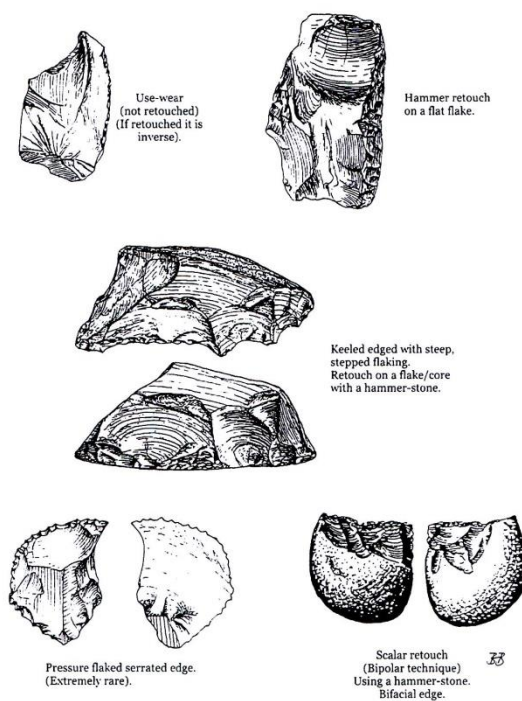 Use-wear
(not retouched)
(If retouched it is
inverse).
Hammer retouch
on a flat flake.
Keeled edged with steep,
stepped flaking.
Retouch on a flake/core
with a hammer-stone.
Pressure flaked serrated edge.
(Extremely rare).
Scalar retouch
(Bipolar technique)
Using a hammer-stone.
Bifacial edge.